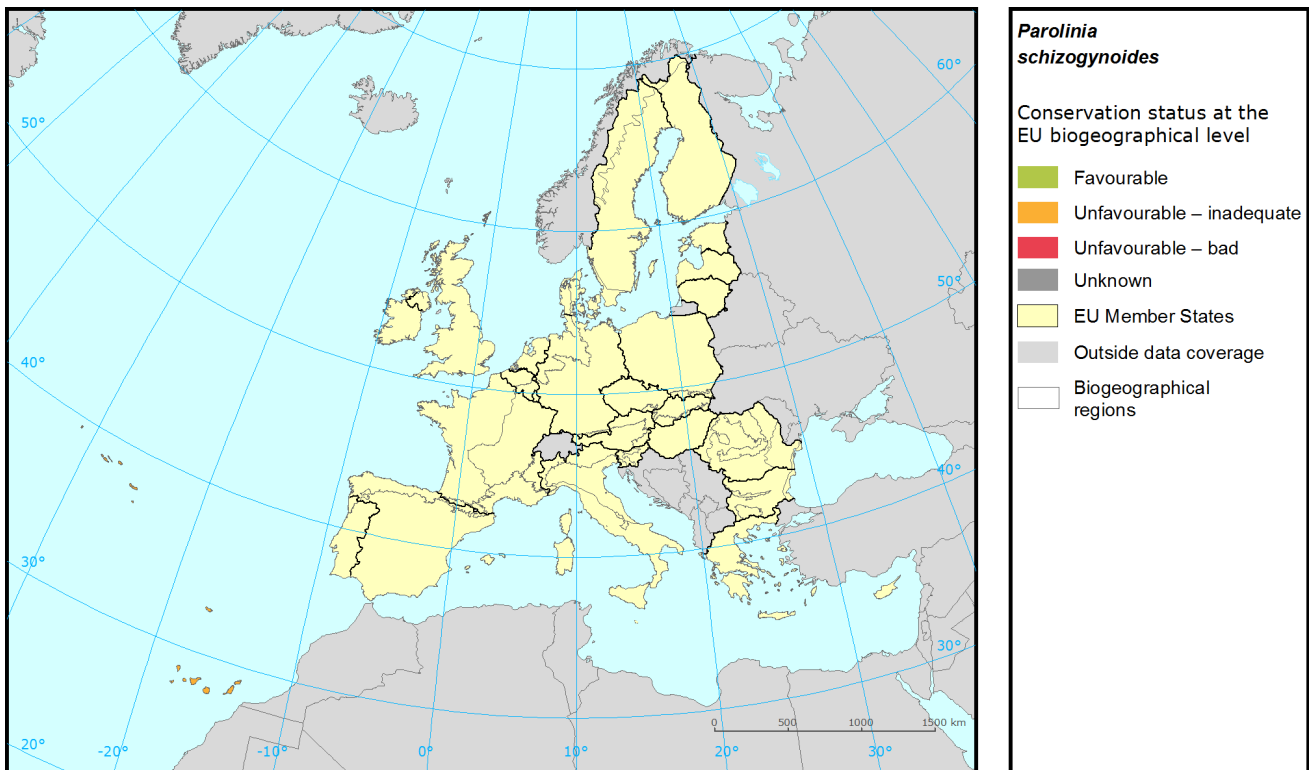 Parolinia
schizogynoides
Conservation status at the
EU biogeographical level
Favourable
Unfavourable – inadequate
Unfavourable – bad
Unknown
EU Member States
Outside data coverage
Biogeographical
regions
60°
50°
50°
40°
40°
30°
30°
20°
-20°
-10°
0°
10°
20°
30°
0 500 1000 1500 km